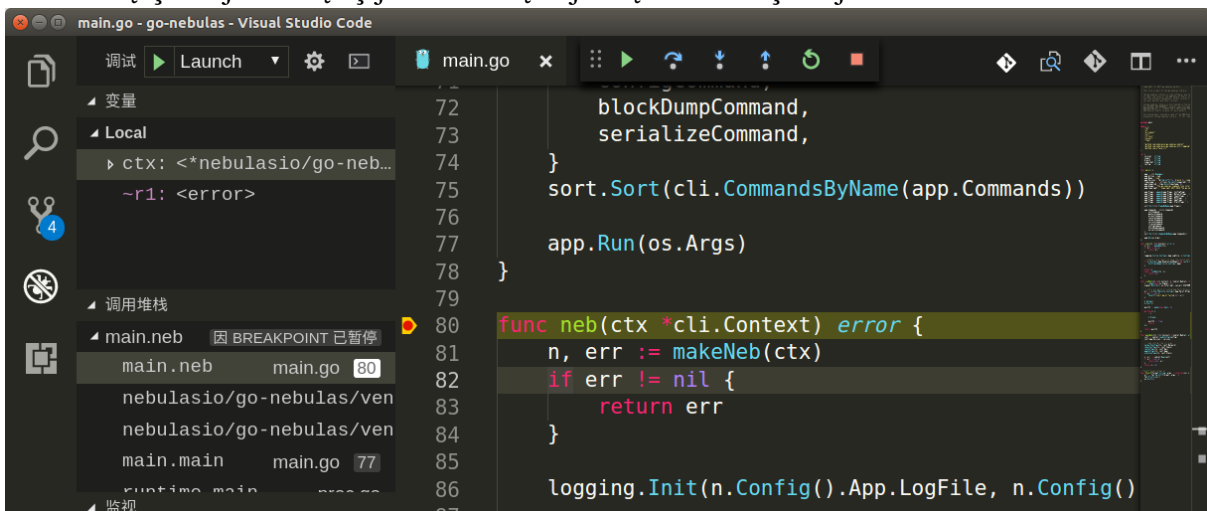 main.go - go-nebulas - Visual Studio Code
调试 Launch
main.go
变量
Local
ctx: <*nebulasio/go-neb…
~r1: <error>
4
调用堆栈
main.neb 因 BREAKPOINT 已暂停
main.neb main.go 80
nebulasio/go-nebulas/ven
nebulasio/go-nebulas/ven
main.main main.go 77
监视
72 blockDumpCommand,
73 serializeCommand,
74 }
75 sort.Sort(cli.CommandsByName(app.Commands))
76
77 app.Run(os.Args)
78 }
79
80 func neb(ctx *cli.Context) error {
81 n, err := makeNeb(ctx)
82 if err != nil {
83 return err
84 }
85
86 logging.Init(n.Config().App.LogFile, n.Config()